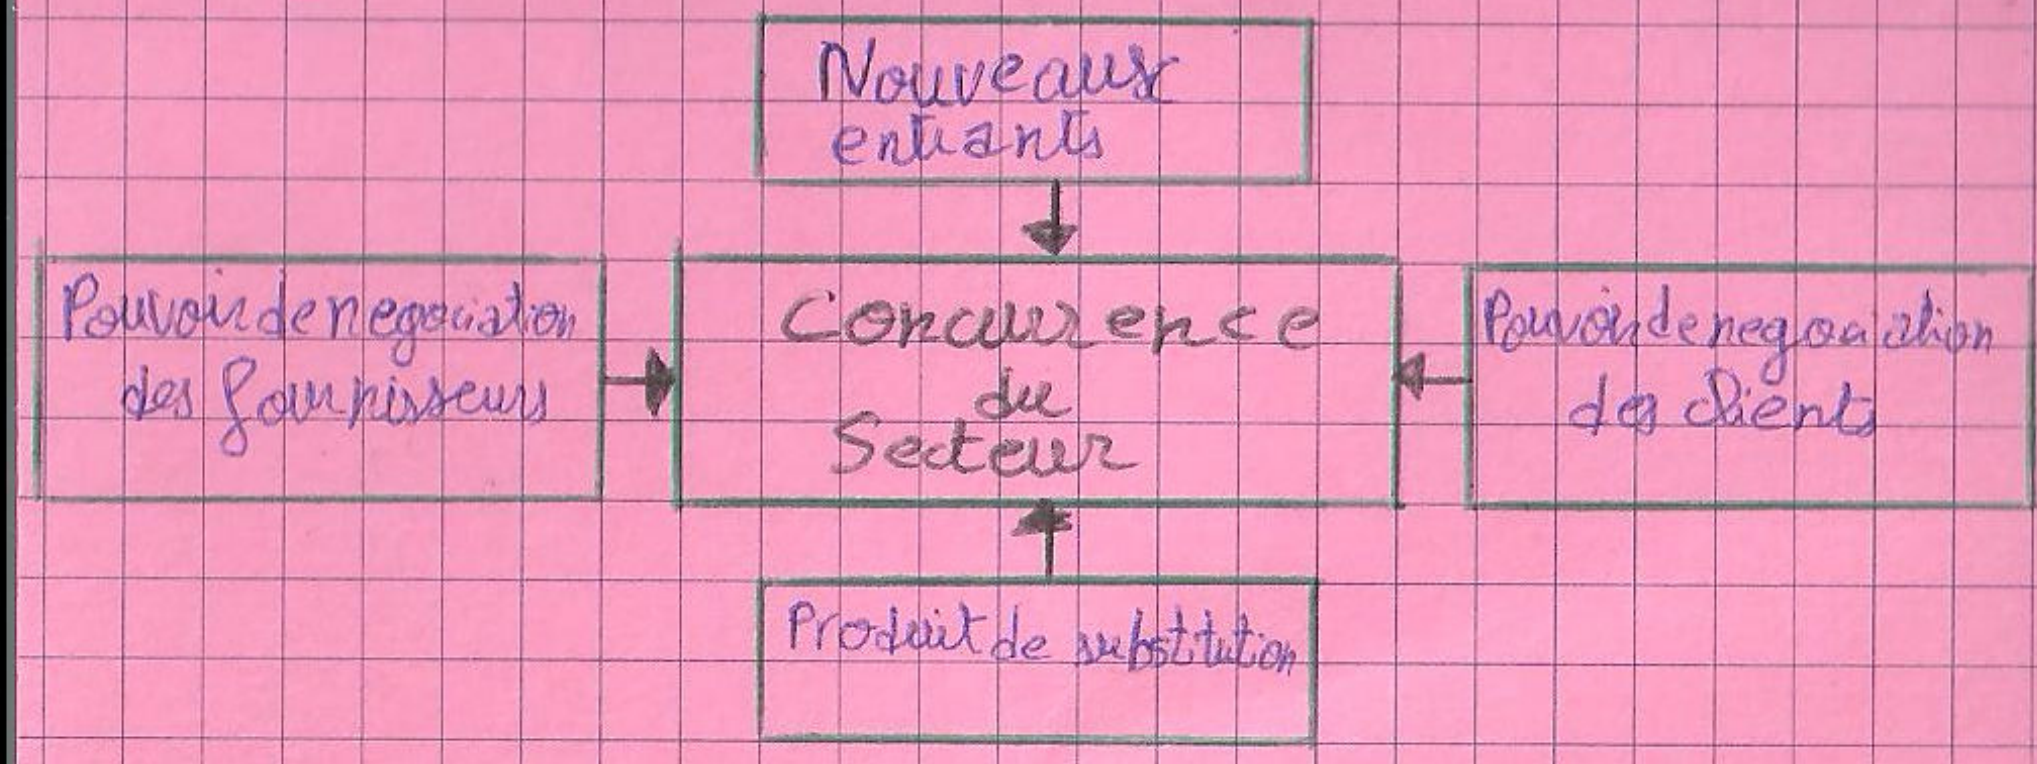 Nouveaux
entrants
Pouvoir de negociation
des fournisseurs
Concurrence
du
Secteur
Pouvoir de negociation
des clients
Produit de substitution